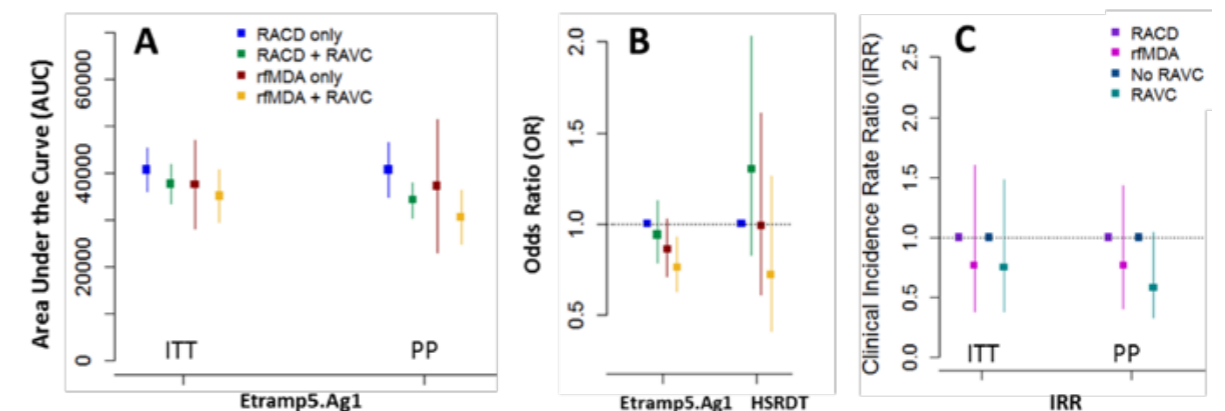 A
RACD only
RACD + RAVC
rfMDA only
rfMDA + RAVC
Area Under the Curve (AUC)
60000
40000
20000
0
ITT
PP
Etramp5.Ag1
B
Odds Ratio (OR)
2.0
1.5
1.0
0.5
Etramp5.Ag1 HSRDT
C
RACD
rfMDA
No RAVC
RAVC
Clinical Incidence Rate Ratio (IRR)
2.5
2.0
1.5
1.0
0.5
0.0
ITT
PP
IRR